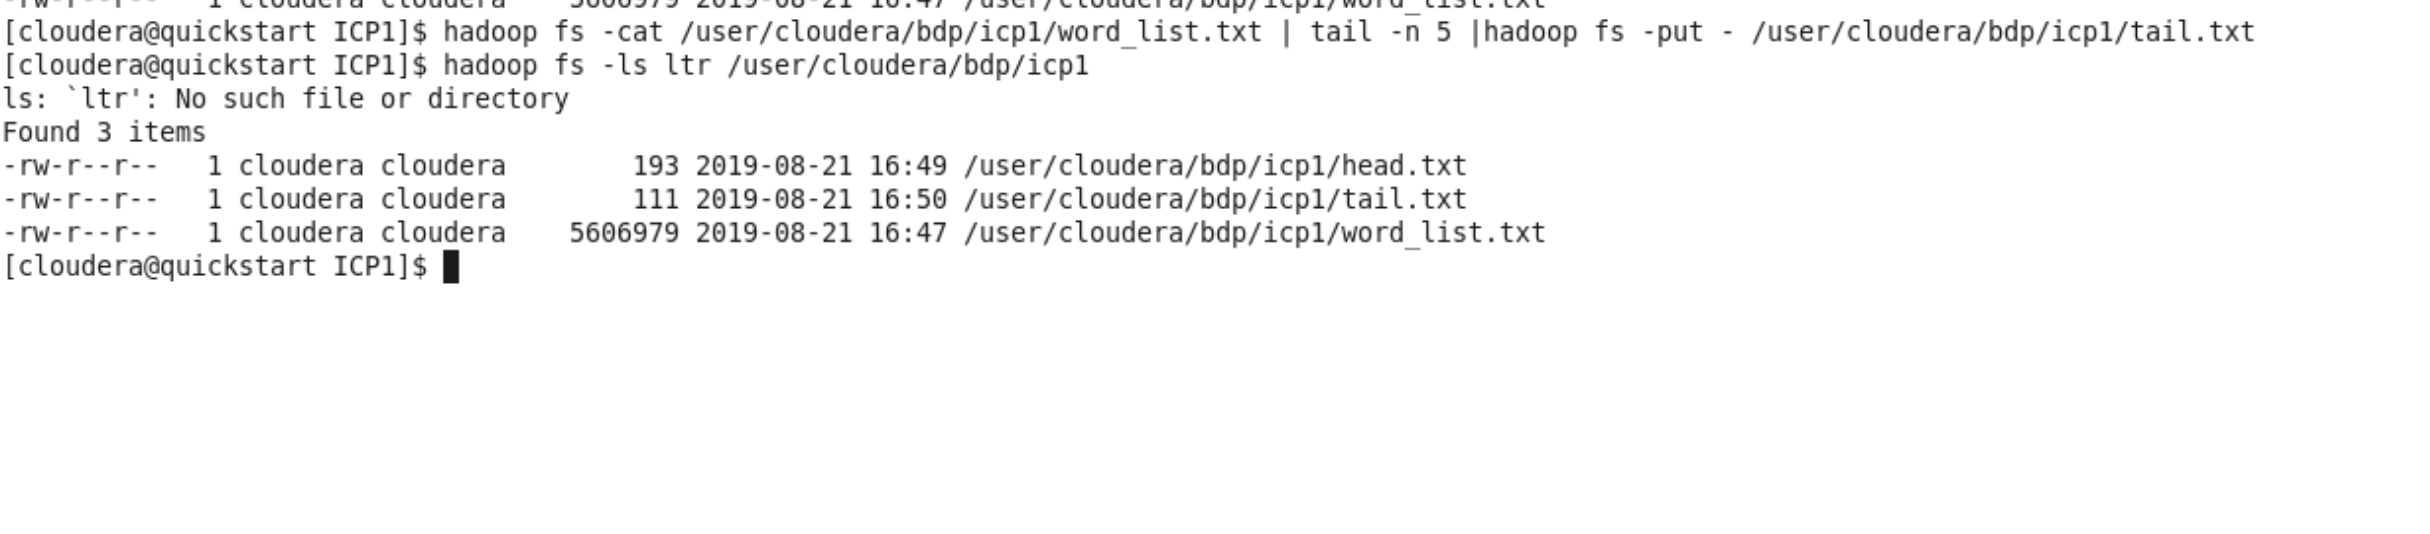 -rw-r--r--   1 cloudera cloudera    5606979 2019-08-21 16:47 /user/cloudera/bdp/icp1/word_list.txt
[cloudera@quickstart ICP1]$ hadoop fs -cat /user/cloudera/bdp/icp1/word_list.txt | tail -n 5 |hadoop fs -put - /user/cloudera/bdp/icp1/tail.txt
[cloudera@quickstart ICP1]$ hadoop fs -ls ltr /user/cloudera/bdp/icp1
ls: `ltr': No such file or directory
Found 3 items
-rw-r--r--   1 cloudera cloudera        193 2019-08-21 16:49 /user/cloudera/bdp/icp1/head.txt
-rw-r--r--   1 cloudera cloudera        111 2019-08-21 16:50 /user/cloudera/bdp/icp1/tail.txt
-rw-r--r--   1 cloudera cloudera    5606979 2019-08-21 16:47 /user/cloudera/bdp/icp1/word_list.txt
[cloudera@quickstart ICP1]$